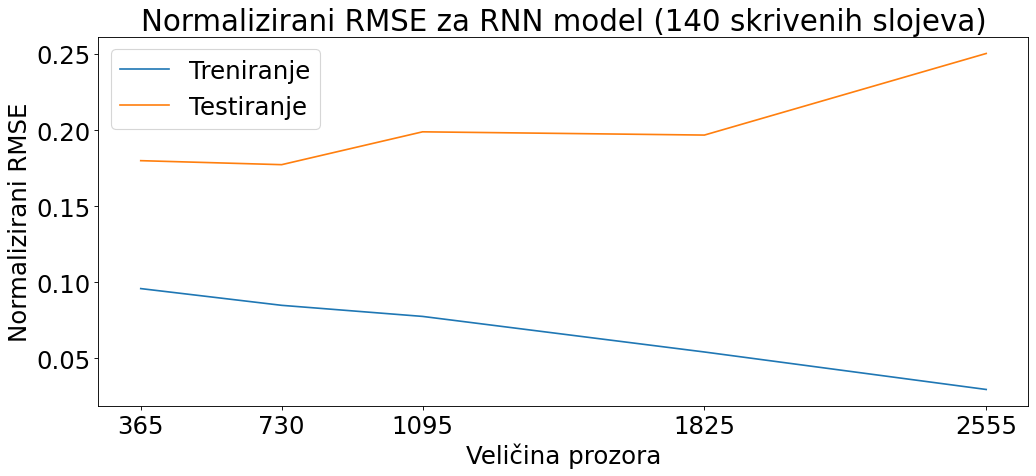 Normalizirani RMSE za RNN model (140 skrivenih slojeva)
Treniranje
Testiranje
Normalizirani RMSE
0.25
0.20
0.15
0.10
0.05
365 730 1095 1825 2555
Veličina prozora